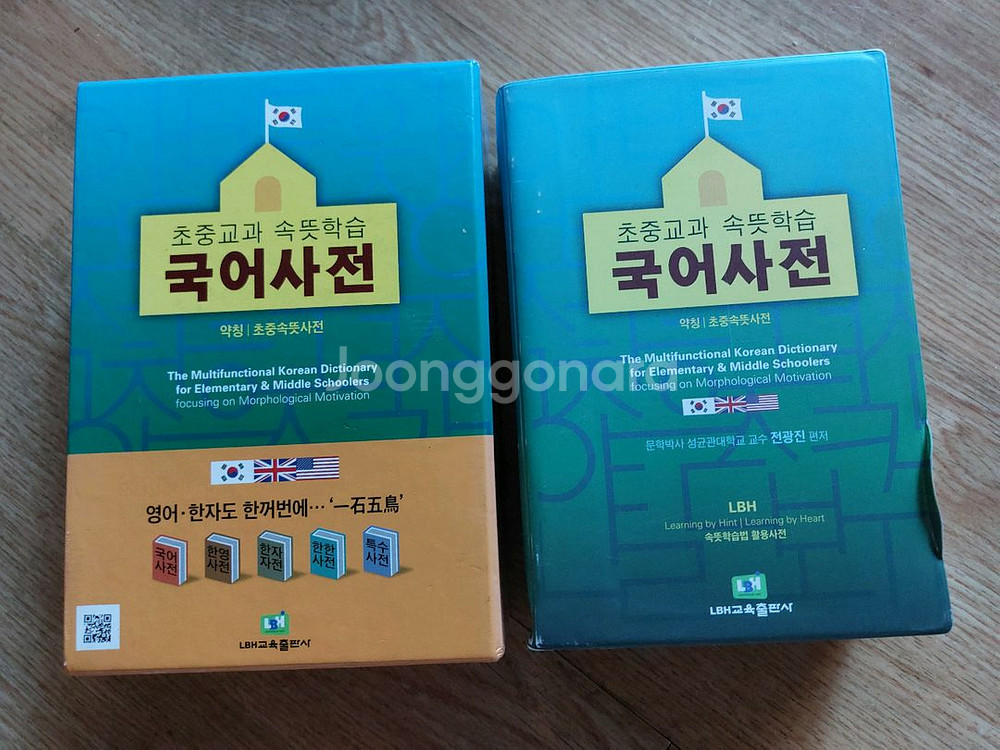 초중교과 속뜻학습
국어사전
약칭 | 초중속뜻사전
The Multifunctional Korean Dictionary
for Elementary & Middle Schoolers
focusing on Morphological Motivation
영어·한자도 한꺼번에… ‘一石五鳥’
국어
사전
한영
사전
한자
자전
한한
사전
특수
사전
LBH
LBH교육출판사
초중교과 속뜻학습
국어사전
약칭 | 초중속뜻사전
The Multifunctional Korean Dictionary
for Elementary & Middle Schoolers
focusing on Morphological Motivation
문학박사 성균관대학교 교수 전광진 편저
LBH
Learning by Hint | Learning by Heart
속뜻학습법 활용사전
LBH
LBH교육출판사
Joonggonara